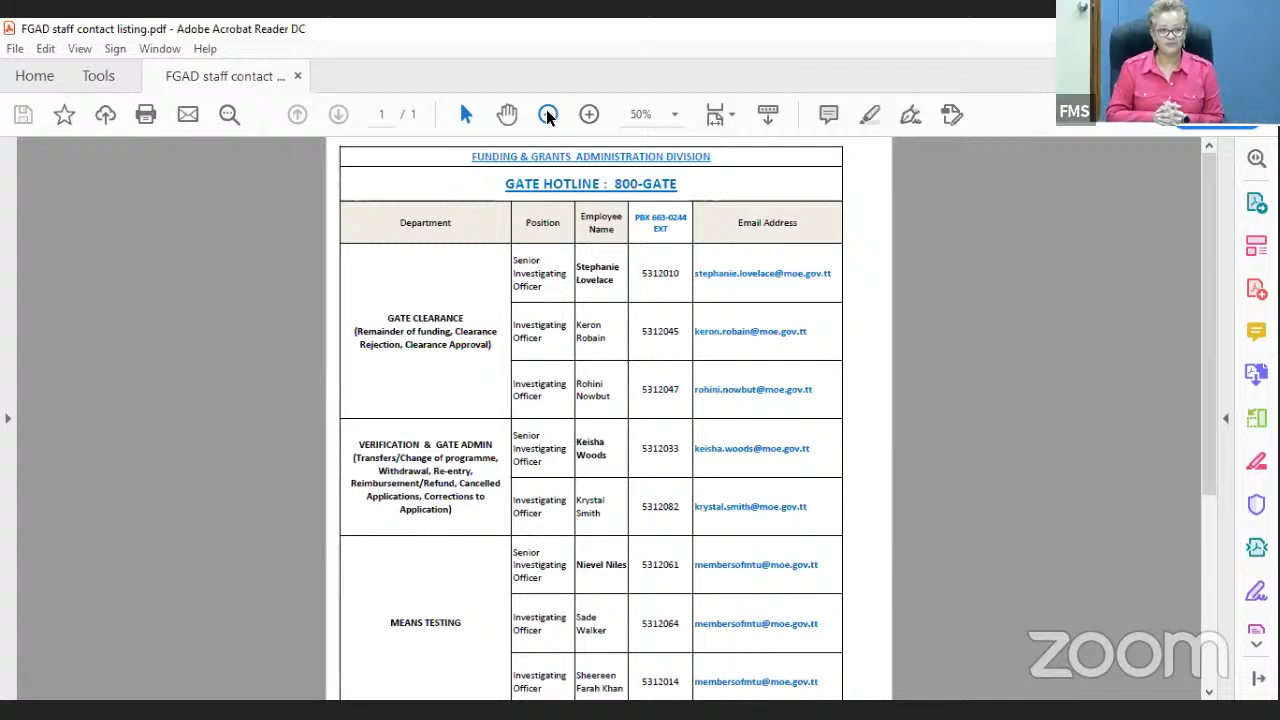 FGAD staff contact listing.pdf - Adobe Acrobat Reader DC
File Edit View Sign Window Help
Home Tools FGAD staff contact ... ×
1 / 1 50%
FMS
FUNDING & GRANTS ADMINISTRATION DIVISION
GATE HOTLINE : 800-GATE
Department Position Employee Name PBX 663-0244 EXT Email Address
GATE CLEARANCE
(Remainder of funding, Clearance
Rejection, Clearance Approval)
Senior
Investigating
Officer
Stephanie
Lovelace
5312010
stephanie.lovelace@moe.gov.tt
Investigating
Officer
Keron
Robain
5312045
keron.robain@moe.gov.tt
Investigating
Officer
Rohini
Nowbut
5312047
rohini.nowbut@moe.gov.tt
VERIFICATION & GATE ADMIN
(Transfers/Change of programme,
Withdrawal, Re-entry,
Reimbursement/Refund, Cancelled
Applications, Corrections to
Application)
Senior
Investigating
Officer
Keisha
Woods
5312033
keisha.woods@moe.gov.tt
Investigating
Officer
Krystal
Smith
5312082
krystal.smith@moe.gov.tt
MEANS TESTING
Senior
Investigating
Officer
Nievel Niles
5312061
membersofmtu@moe.gov.tt
Investigating
Officer
Sade
Walker
5312064
membersofmtu@moe.gov.tt
Investigating
Officer
Sheereen
Farah Khan
5312014
membersofmtu@moe.gov.tt
zoom